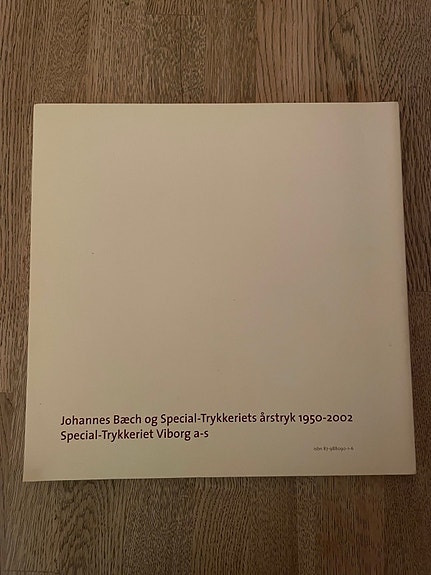 Johannes Bæch og Special-Trykkeriets årstryk 1950-2002
Special-Trykkeriet Viborg a-s